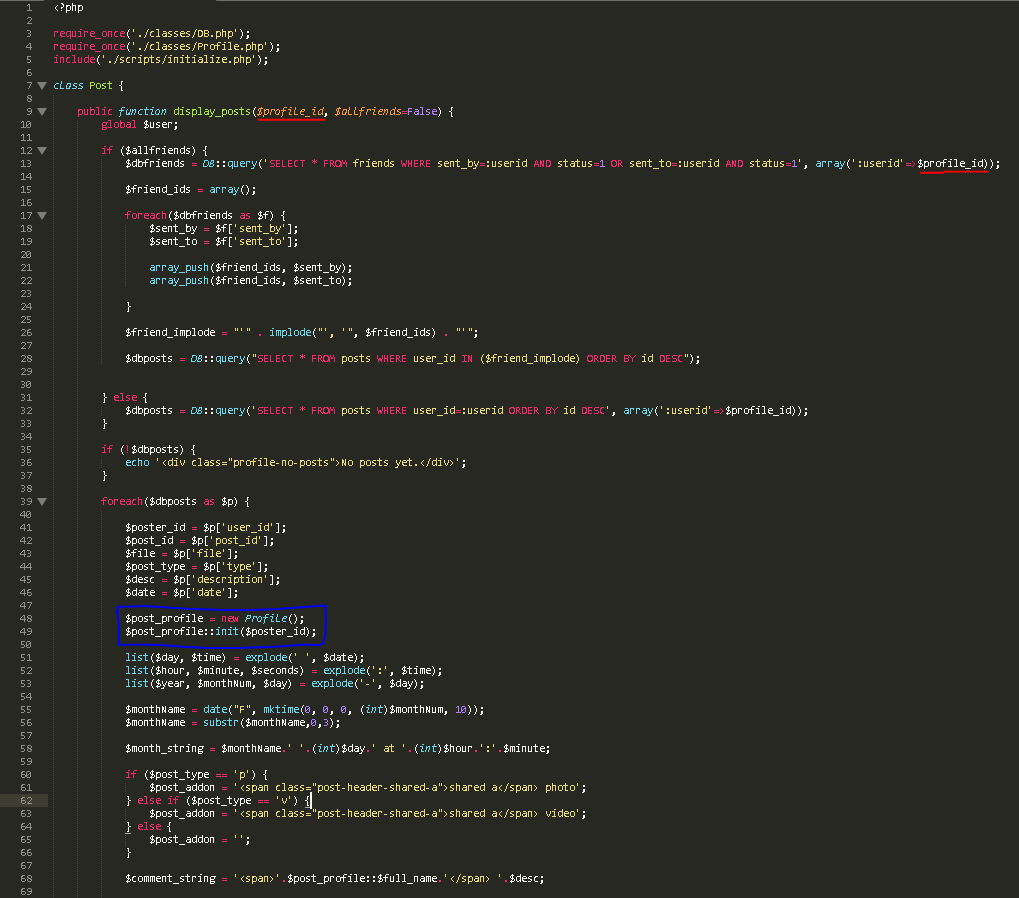 1 <?php
2
3 require_once('./classes/DB.php');
4 require_once('./classes/Profile.php');
5 include('./scripts/initialize.php');
6
7 class Post {
8
9 public function display_posts($profile_id, $allfriends=False) {
10 global $user;
11
12 if ($allfriends) {
13 $dbfriends = DB::query('SELECT * FROM friends WHERE sent_by=:userid AND status=1 OR sent_to=:userid AND status=1', array(':userid'=>$profile_id));
14
15 $friend_ids = array();
16
17 foreach($dbfriends as $f) {
18 $sent_by = $f['sent_by'];
19 $sent_to = $f['sent_to'];
20
21 array_push($friend_ids, $sent_by);
22 array_push($friend_ids, $sent_to);
23
24 }
25
26 $friend_implode = "'" . implode("', '", $friend_ids) . "'";
27
28 $dbposts = DB::query("SELECT * FROM posts WHERE user_id IN ($friend_implode) ORDER BY id DESC");
29
30
31 } else {
32 $dbposts = DB::query('SELECT * FROM posts WHERE user_id=:userid ORDER BY id DESC', array(':userid'=>$profile_id));
33 }
34
35 if (!$dbposts) {
36 echo '<div class="profile-no-posts">No posts yet.</div>';
37 }
38
39 foreach($dbposts as $p) {
40
41 $poster_id = $p['user_id'];
42 $post_id = $p['post_id'];
43 $file = $p['file'];
44 $post_type = $p['type'];
45 $desc = $p['description'];
46 $date = $p['date'];
47
48 $post_profile = new Profile();
49 $post_profile::init($poster_id);
50
51 list($day, $time) = explode(' ', $date);
52 list($hour, $minute, $seconds) = explode(':', $time);
53 list($year, $monthNum, $day) = explode('-', $day);
54
55 $monthName = date("F", mktime(0, 0, 0, (int)$monthNum, 10));
56 $monthName = substr($monthName,0,3);
57
58 $month_string = $monthName.' '.(int)$day.' at '.(int)$hour.':'.$minute;
59
60 if ($post_type == 'p') {
61 $post_addon = '<span class="post-header-shared-a">shared a</span> photo';
62 } else if ($post_type == 'v') {
63 $post_addon = '<span class="post-header-shared-a">shared a</span> video';
64 } else {
65 $post_addon = '';
66 }
67
68 $comment_string = '<span>'.$post_profile::$full_name.'</span> '.$desc;
69